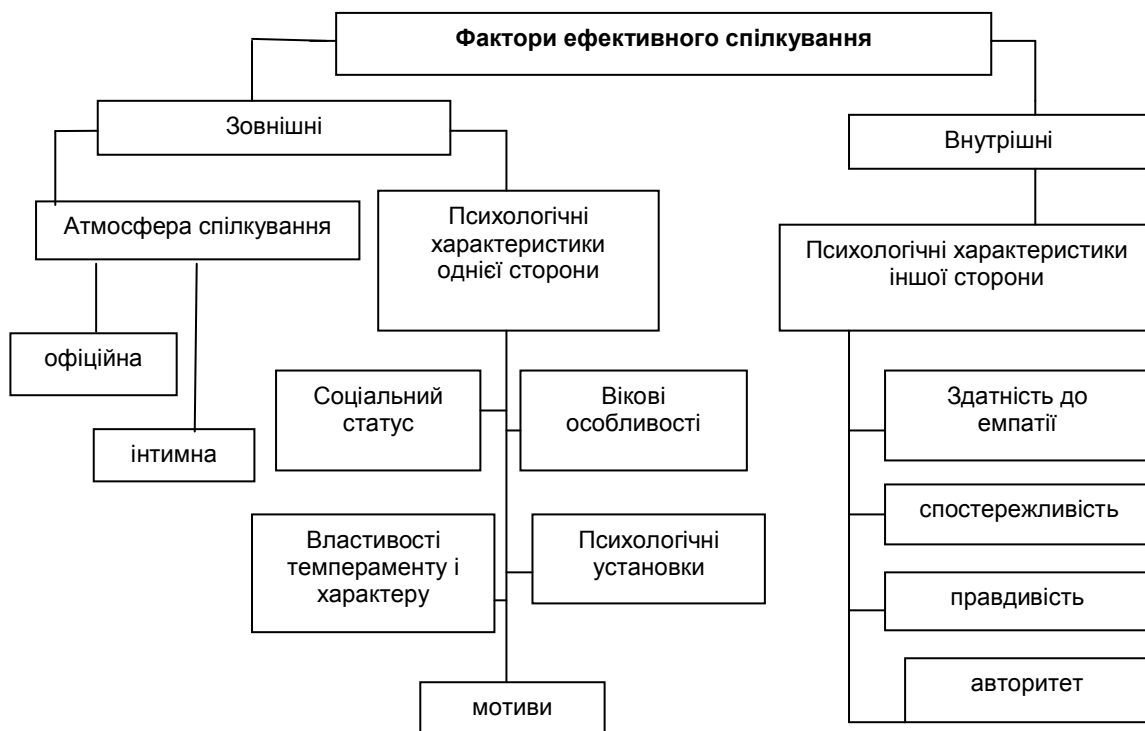 Фактори ефективного спілкування
Зовнішні
Внутрішні
Атмосфера спілкування
Психологічні
характеристики
однієї сторони
Психологічні характеристики
іншої сторони
офіційна
інтимна
Соціальний
статус
Вікові
особливості
Властивості
темпераменту і
характеру
Психологічні
установки
мотиви
Здатність до
емпатії
спостережливість
правдивість
авторитет